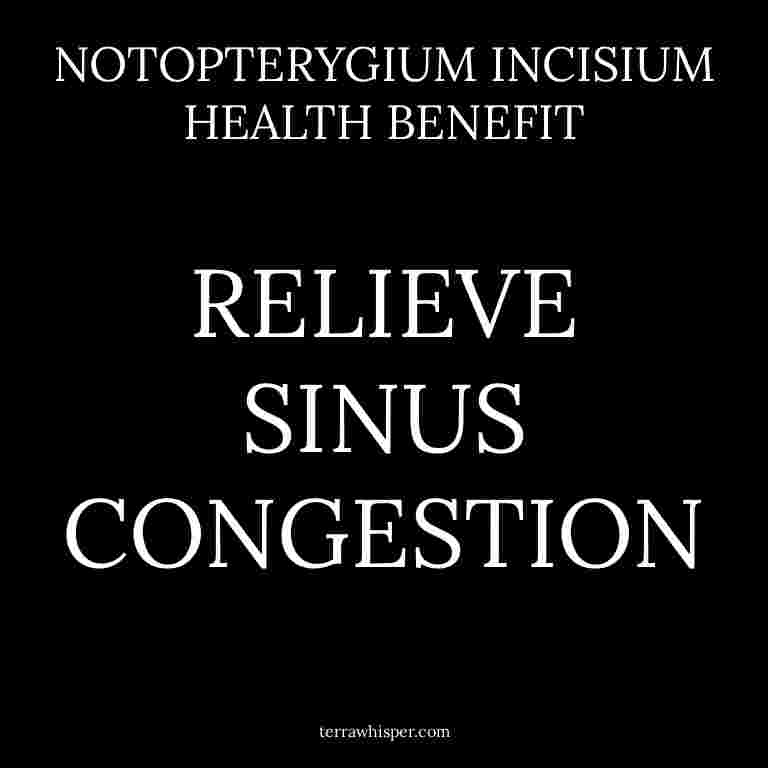 NOTOPTERYGIUM INCISIUM
HEALTH BENEFIT
RELIEVE
SINUS
CONGESTION
terrawhisper.com